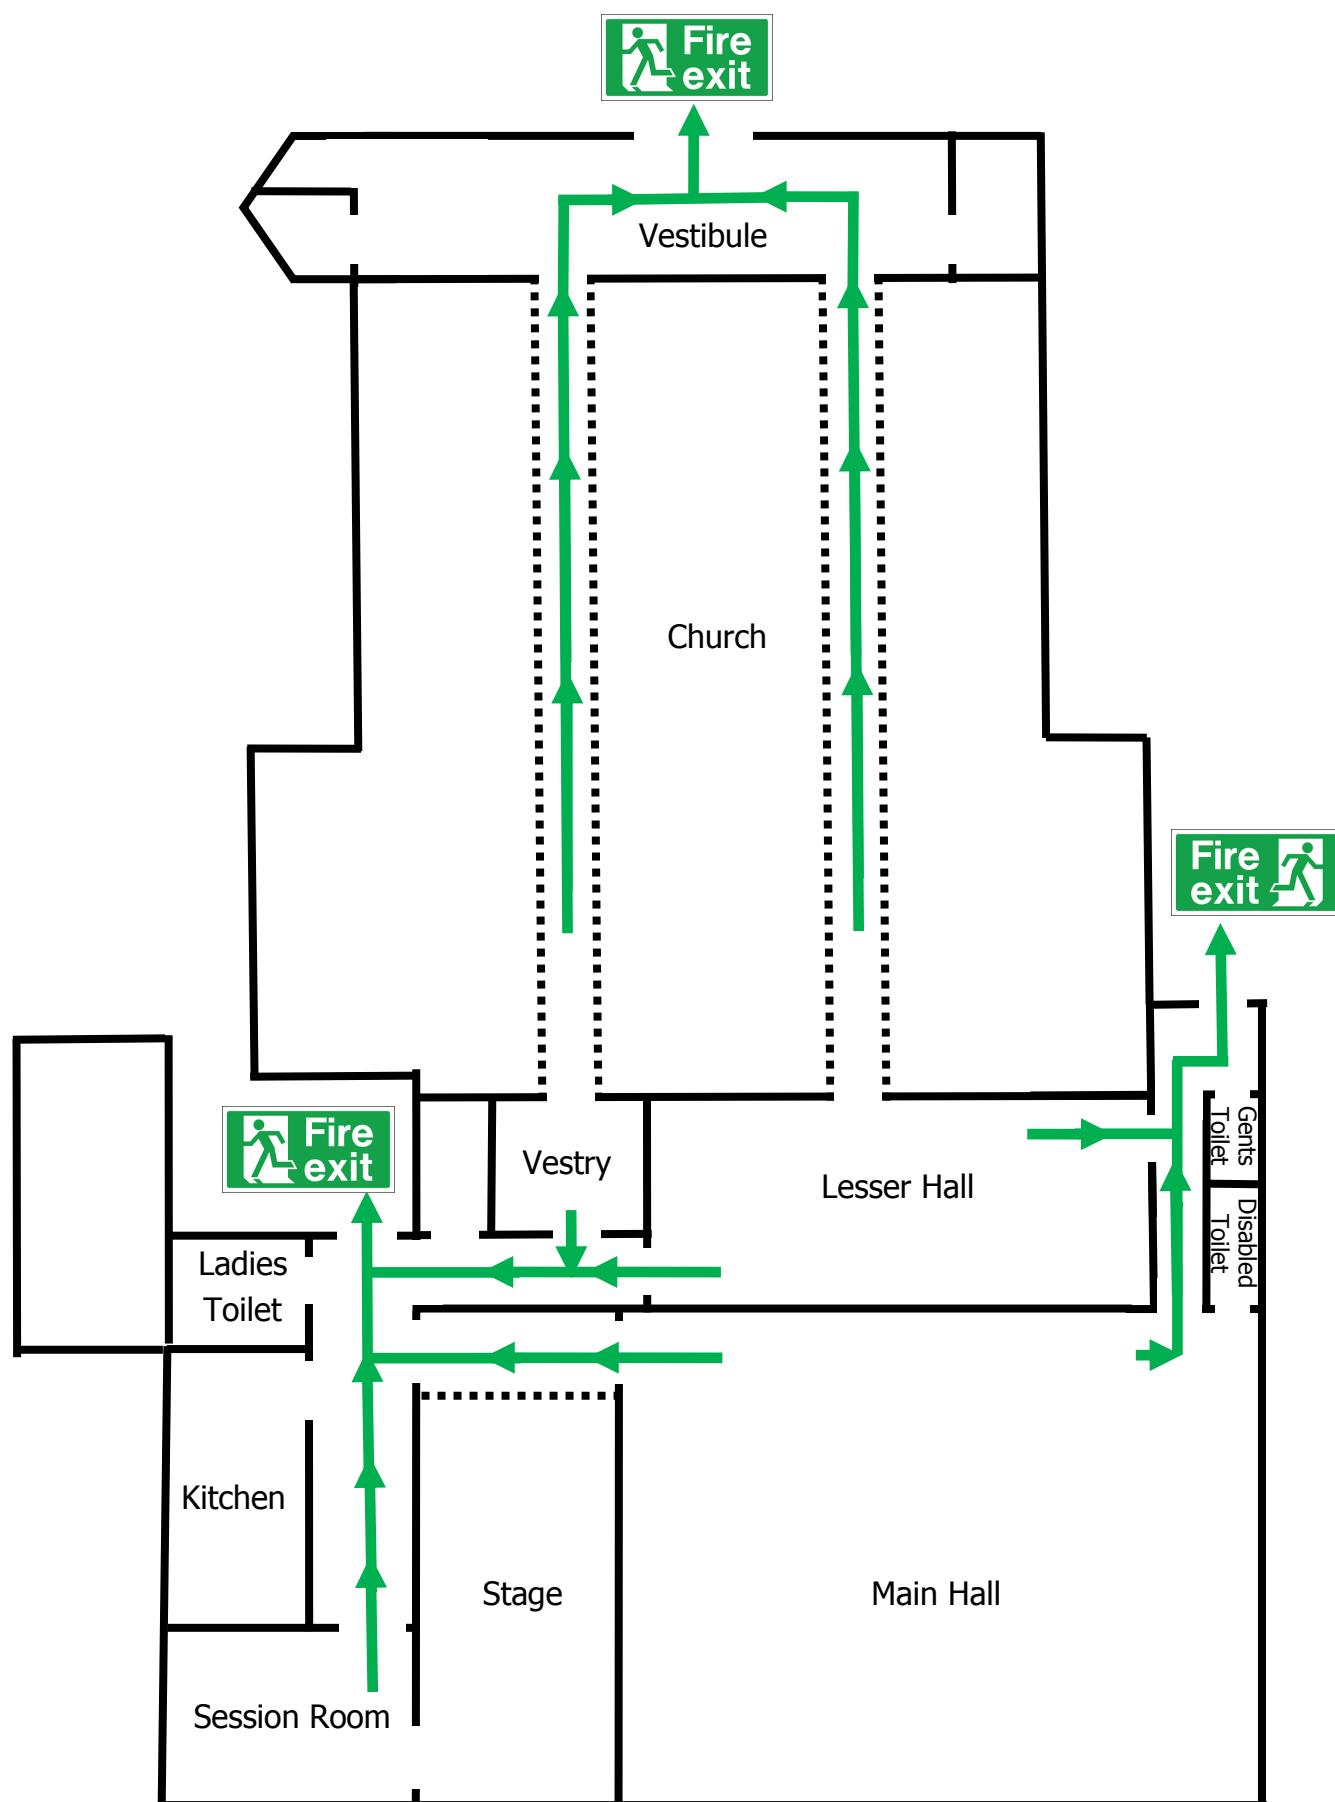 Fire
exit
Vestibule
Church
Fire
exit
Fire
exit
Vestry
Gents
Toilet
Lesser Hall
Disabled
Toilet
Ladies
Toilet
Kitchen
Stage
Main Hall
Session Room